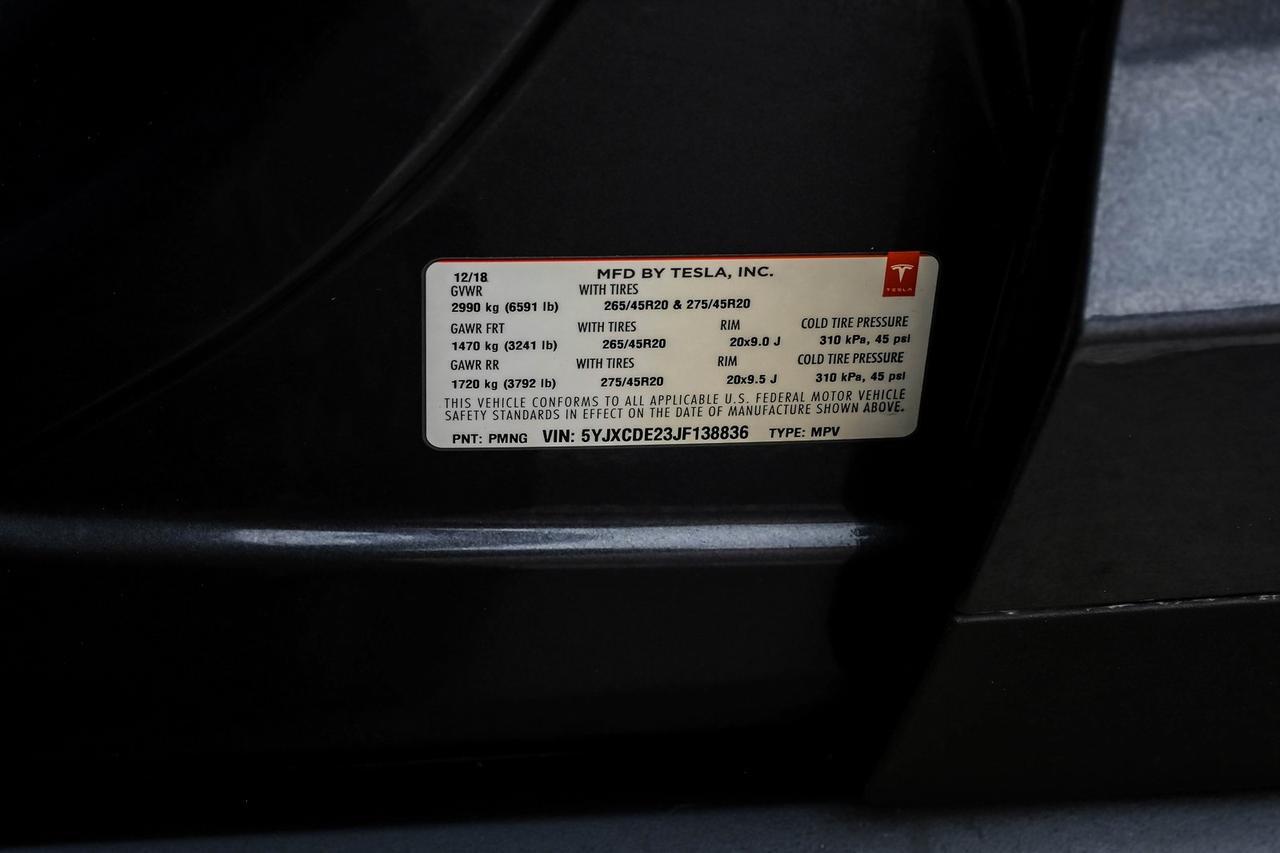 12/18 MFD BY TESLA, INC.
TESLA
GVWR WITH TIRES
2990 kg (6591 lb) 265/45R20 & 275/45R20
GAWR FRT WITH TIRES RIM COLD TIRE PRESSURE
1470 kg (3241 lb) 265/45R20 20x9.0 J 310 kPa, 45 psi
GAWR RR WITH TIRES RIM COLD TIRE PRESSURE
1720 kg (3792 lb) 275/45R20 20x9.5 J 310 kPa, 45 psi
THIS VEHICLE CONFORMS TO ALL APPLICABLE U.S. FEDERAL MOTOR VEHICLE
SAFETY STANDARDS IN EFFECT ON THE DATE OF MANUFACTURE SHOWN ABOVE.
PNT: PMNG VIN: 5YJXCDE23JF138836 TYPE: MPV